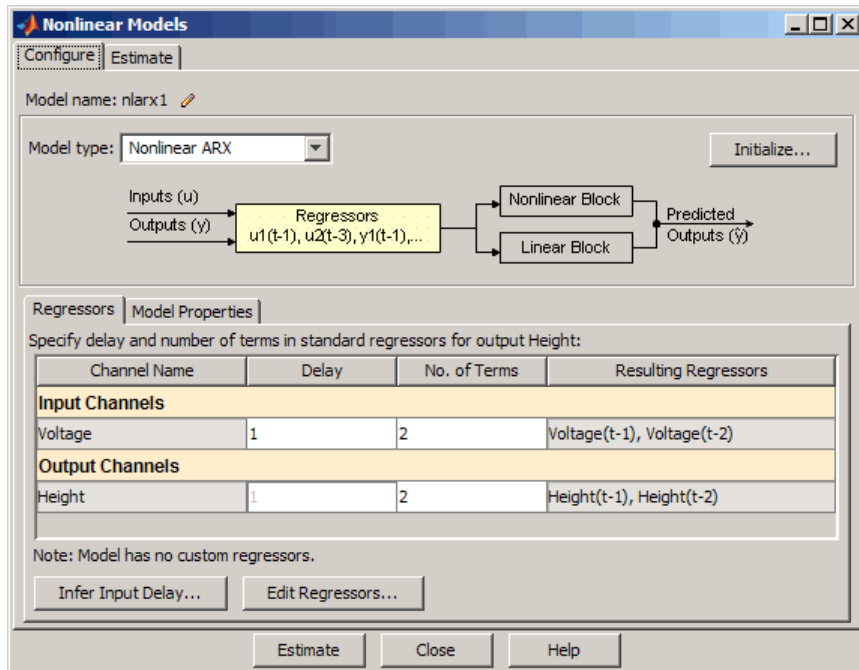 Nonlinear Models
Configure Estimate
Model name: nlarx1
Model type: Nonlinear ARX Initialize...
Inputs (u)
Outputs (y)
Regressors
u1(t-1), u2(t-3), y1(t-1),...
Nonlinear Block
Linear Block
Predicted
Outputs (ŷ)
Regressors Model Properties
Specify delay and number of terms in standard regressors for output Height:
Channel Name Delay No. of Terms Resulting Regressors
Input Channels
Voltage 1 2 Voltage(t-1), Voltage(t-2)
Output Channels
Height 1 2 Height(t-1), Height(t-2)
Note: Model has no custom regressors.
Infer Input Delay... Edit Regressors...
Estimate Close Help